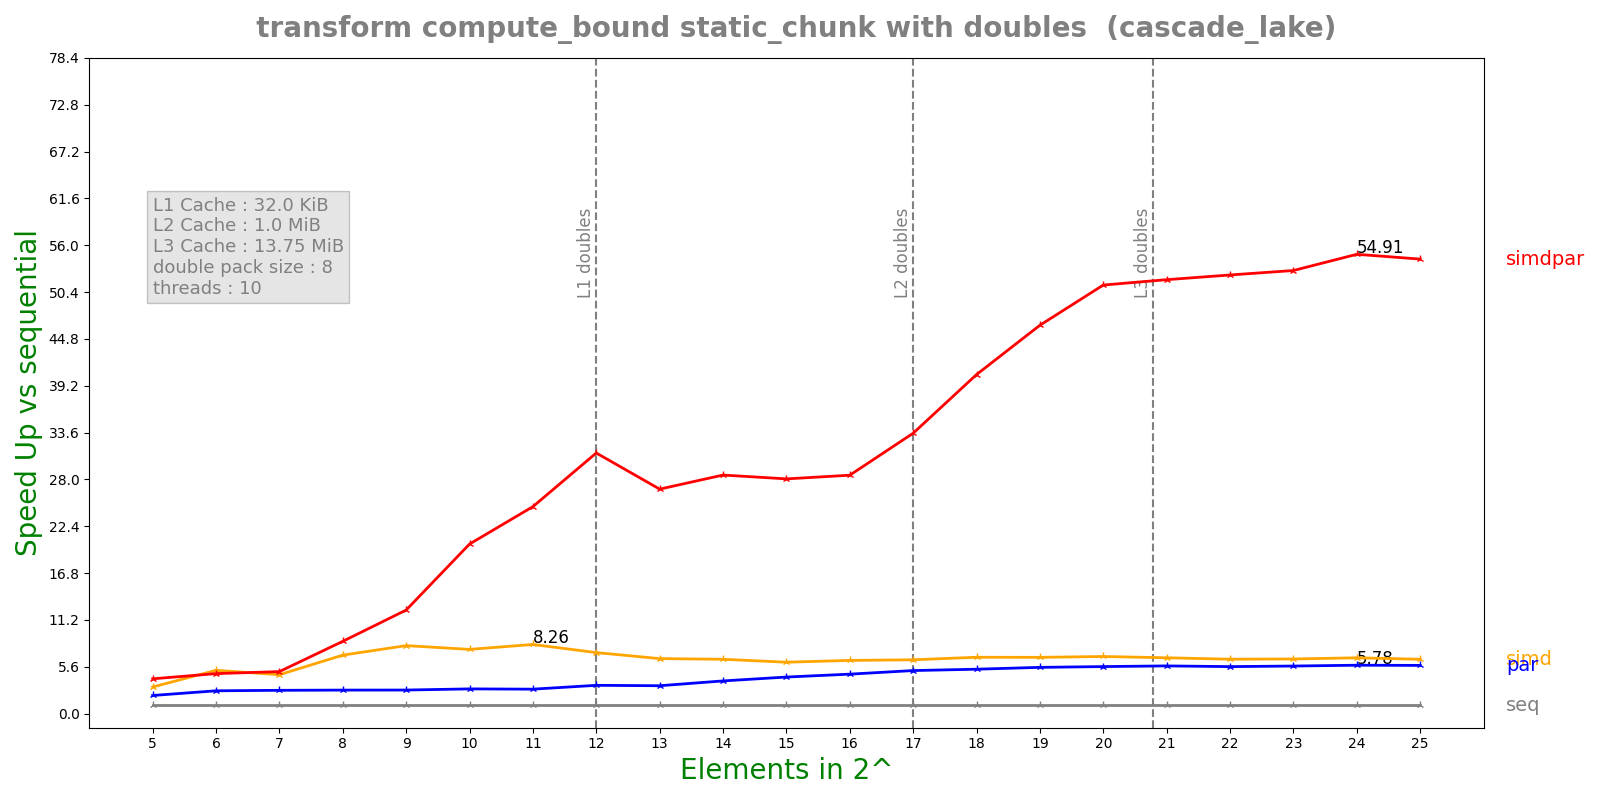 transform compute_bound static_chunk with doubles (cascade_lake)
Speed Up vs sequential
78.4
72.8
67.2
61.6
56.0
50.4
44.8
39.2
33.6
28.0
22.4
16.8
11.2
5.6
0.0
L1 Cache : 32.0 KiB
L2 Cache : 1.0 MiB
L3 Cache : 13.75 MiB
double pack size : 8
threads : 10
L1 doubles
L2 doubles
L3 doubles
54.91
8.26
5.78
simdpar
simd
par
seq
5 6 7 8 9 10 11 12 13 14 15 16 17 18 19 20 21 22 23 24 25
Elements in 2^